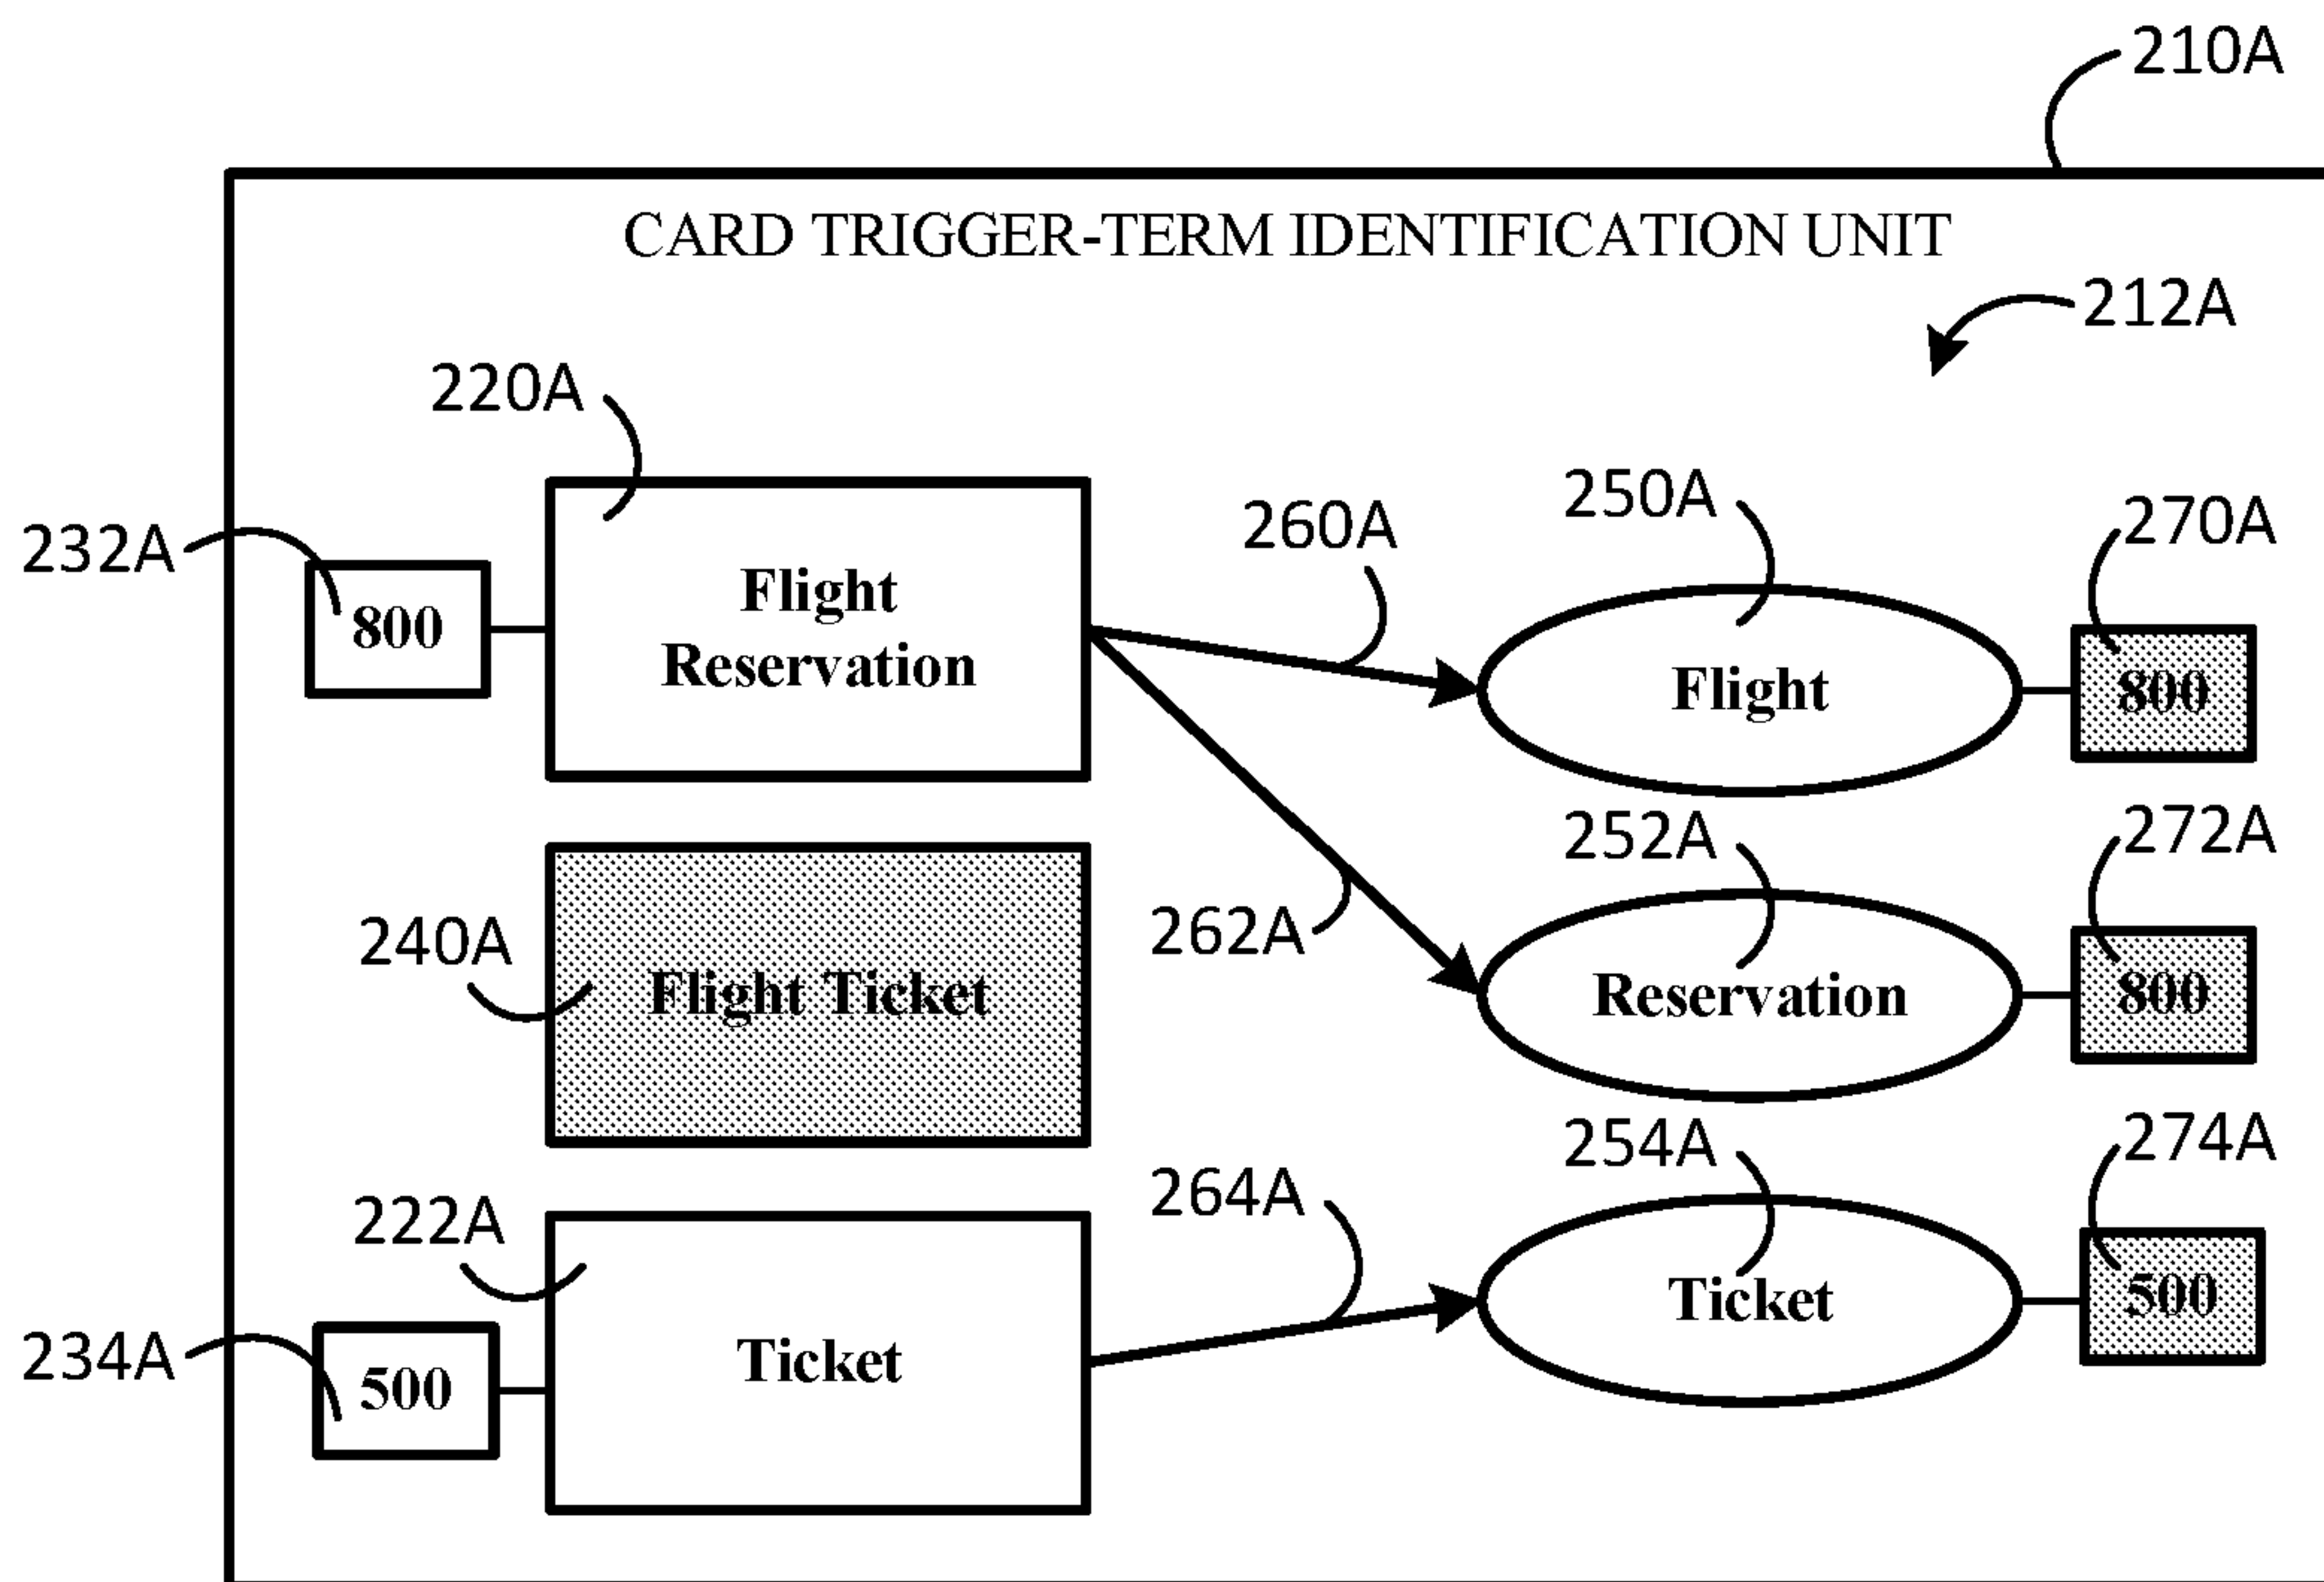 210A
CARD TRIGGER-TERM IDENTIFICATION UNIT
212A
220A
250A
270A
260A
232A
800
Flight
Reservation
Flight
800
252A
272A
262A
240A
Flight Ticket
Reservation
800
254A
274A
264A
222A
234A
500
Ticket
Ticket
500